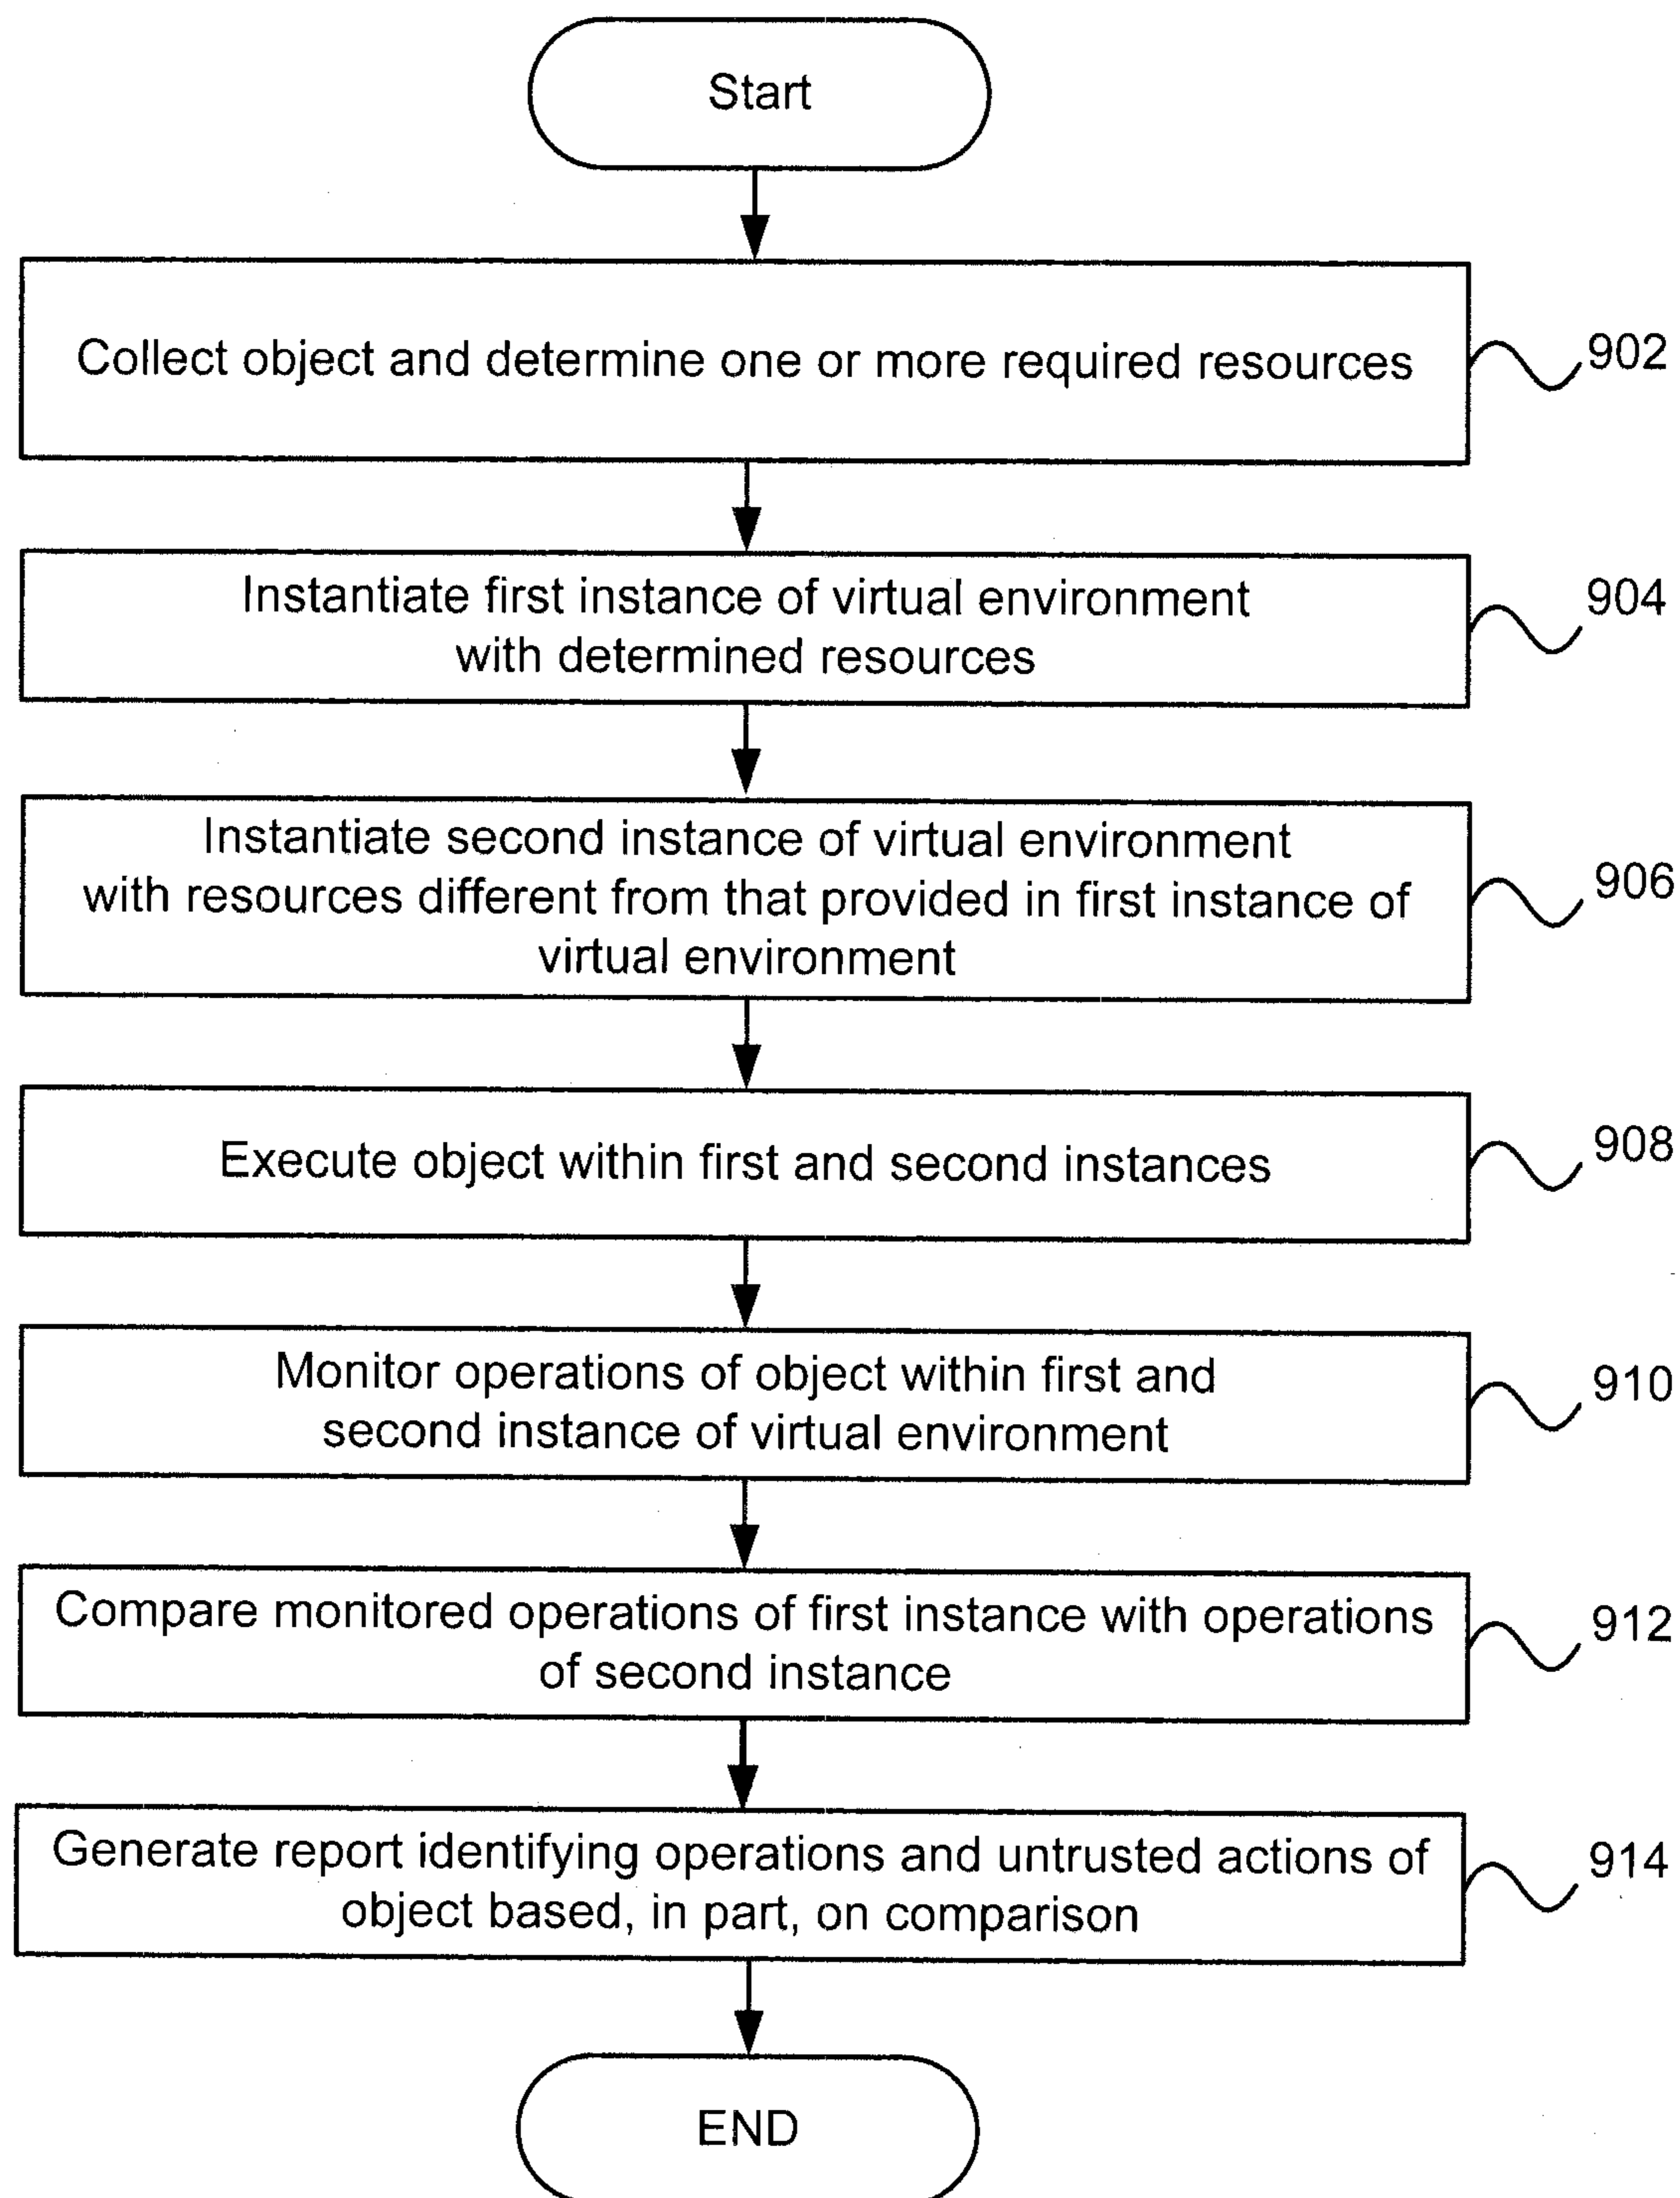 Start
Collect object and determine one or more required resources
902
Instantiate first instance of virtual environment
with determined resources
904
Instantiate second instance of virtual environment
with resources different from that provided in first instance of
virtual environment
906
Execute object within first and second instances
908
Monitor operations of object within first and
second instance of virtual environment
910
Compare monitored operations of first instance with operations
of second instance
912
Generate report identifying operations and untrusted actions of
object based, in part, on comparison
914
END